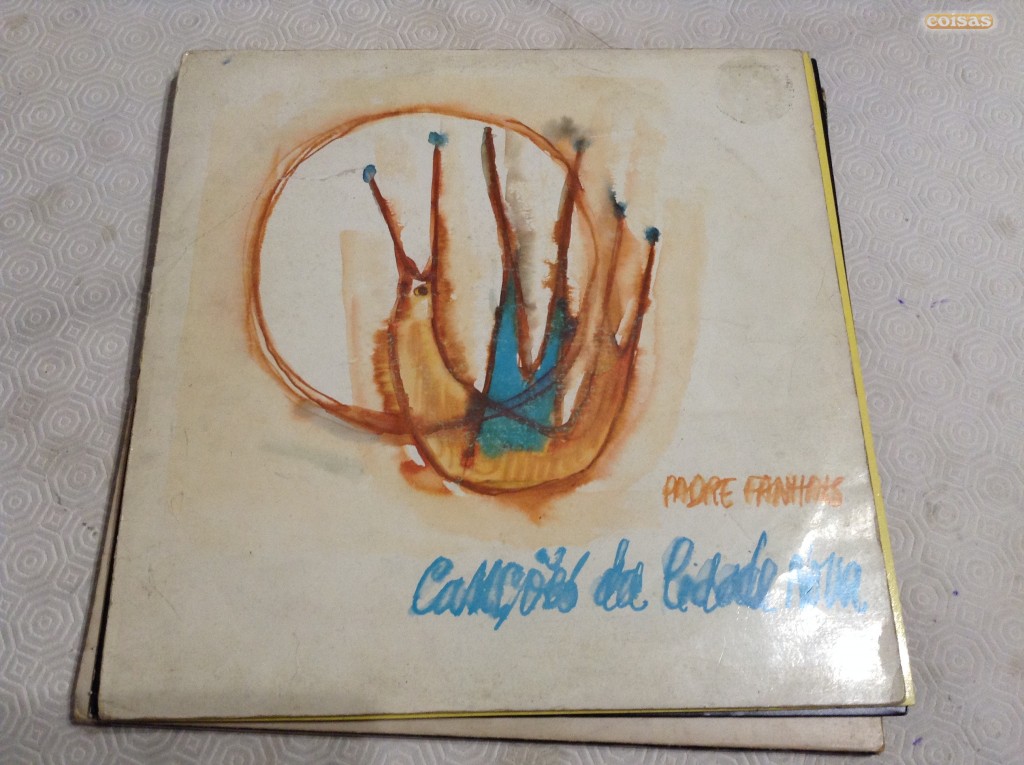 coisas
PADRE FANHAIS
Canções da Cidade Nova